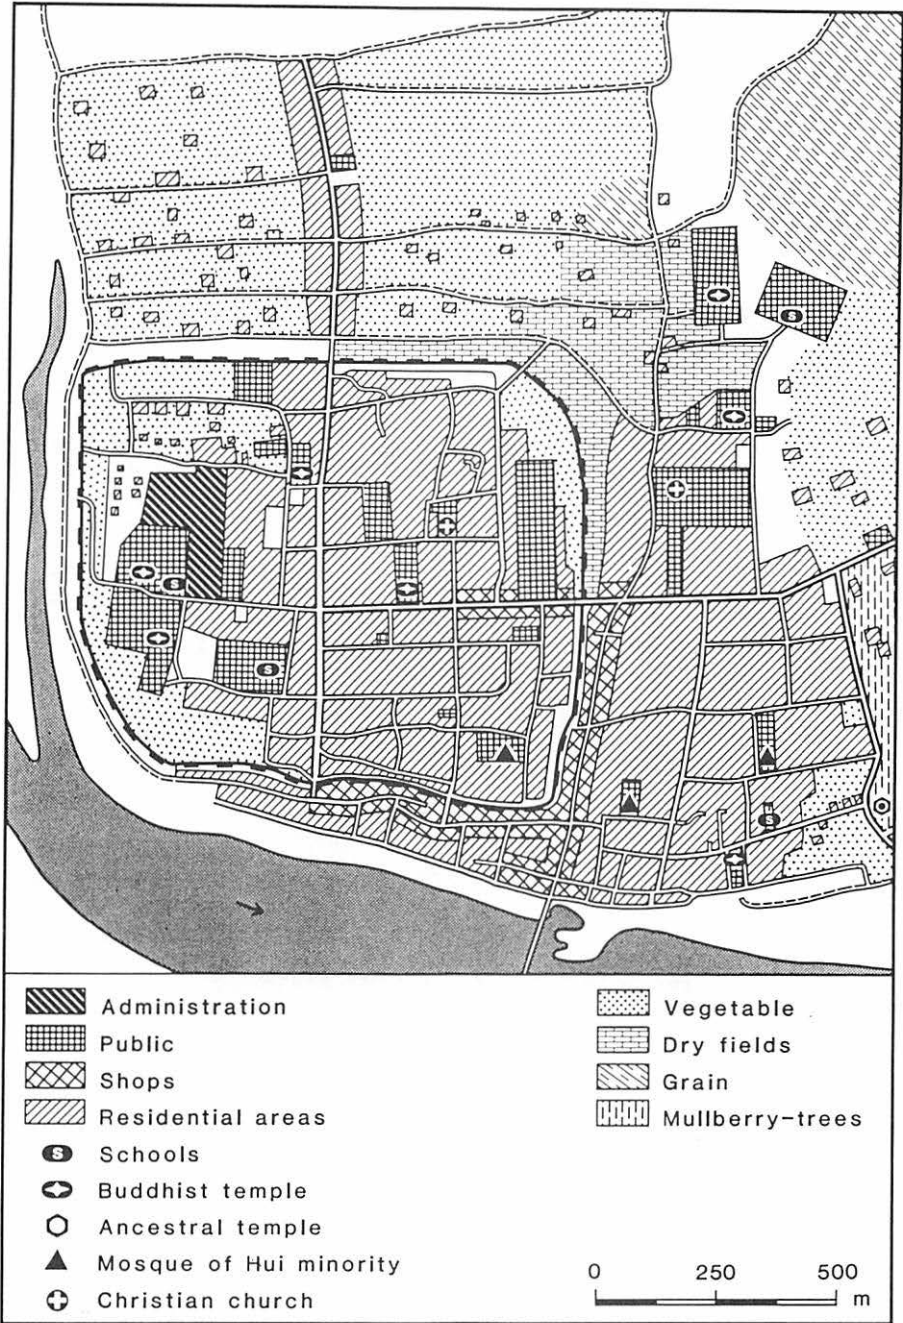 Administration
Public
Shops
Residential areas
S Schools
Buddhist temple
Ancestral temple
Mosque of Hui minority
Christian church
Vegetable
Dry fields
Grain
Mullberry-trees
0 250 500
m
S
S
S
S